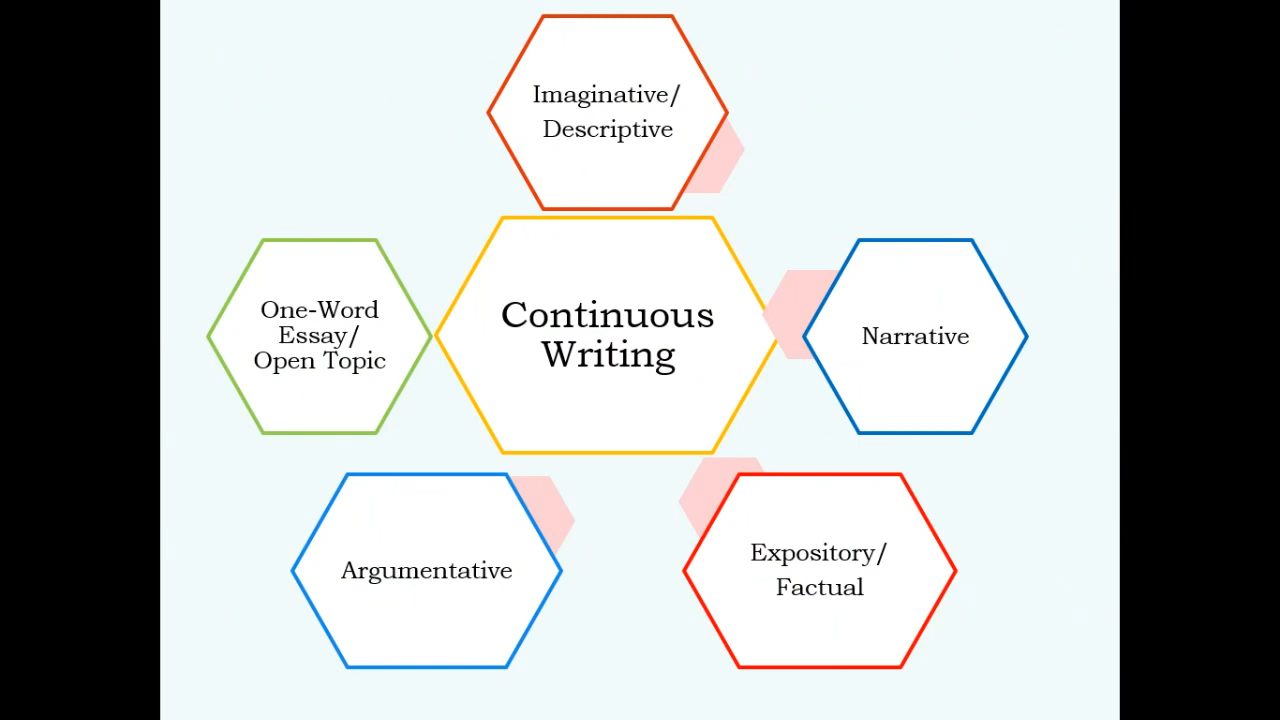 Imaginative/
Descriptive
One-Word
Essay/
Open Topic
Continuous
Writing
Narrative
Argumentative
Expository/
Factual